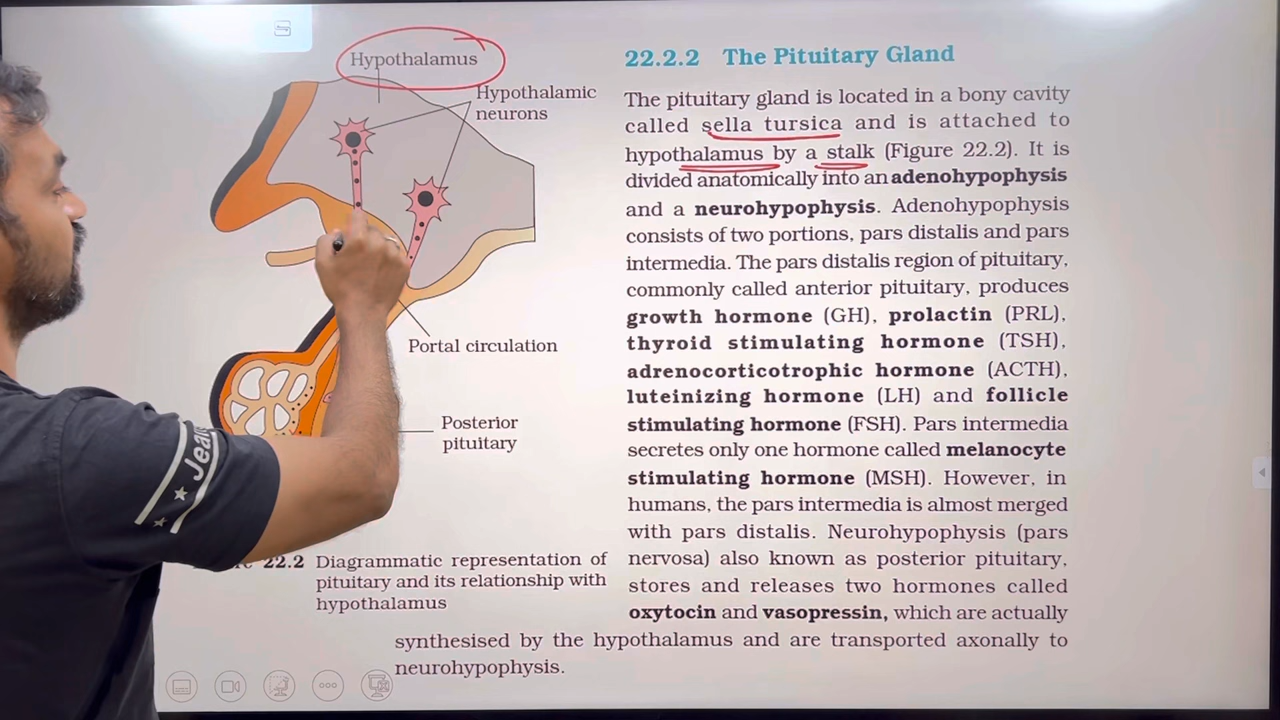 Hypothalamus
Hypothalamic
neurons
Portal circulation
Posterior
pituitary
22.2 Diagrammatic representation of
pituitary and its relationship with
hypothalamus
22.2.2 The Pituitary Gland
The pituitary gland is located in a bony cavity
called sella tursica and is attached to
hypothalamus by a stalk (Figure 22.2). It is
divided anatomically into an adenohypophysis
and a neurohypophysis. Adenohypophysis
consists of two portions, pars distalis and pars
intermedia. The pars distalis region of pituitary,
commonly called anterior pituitary, produces
growth hormone (GH), prolactin (PRL),
thyroid stimulating hormone (TSH),
adrenocorticotrophic hormone (ACTH),
luteinizing hormone (LH) and follicle
stimulating hormone (FSH). Pars intermedia
secretes only one hormone called melanocyte
stimulating hormone (MSH). However, in
humans, the pars intermedia is almost merged
with pars distalis. Neurohypophysis (pars
nervosa) also known as posterior pituitary,
stores and releases two hormones called
oxytocin and vasopressin, which are actually
synthesised by the hypothalamus and are transported axonally to
neurohypophysis.